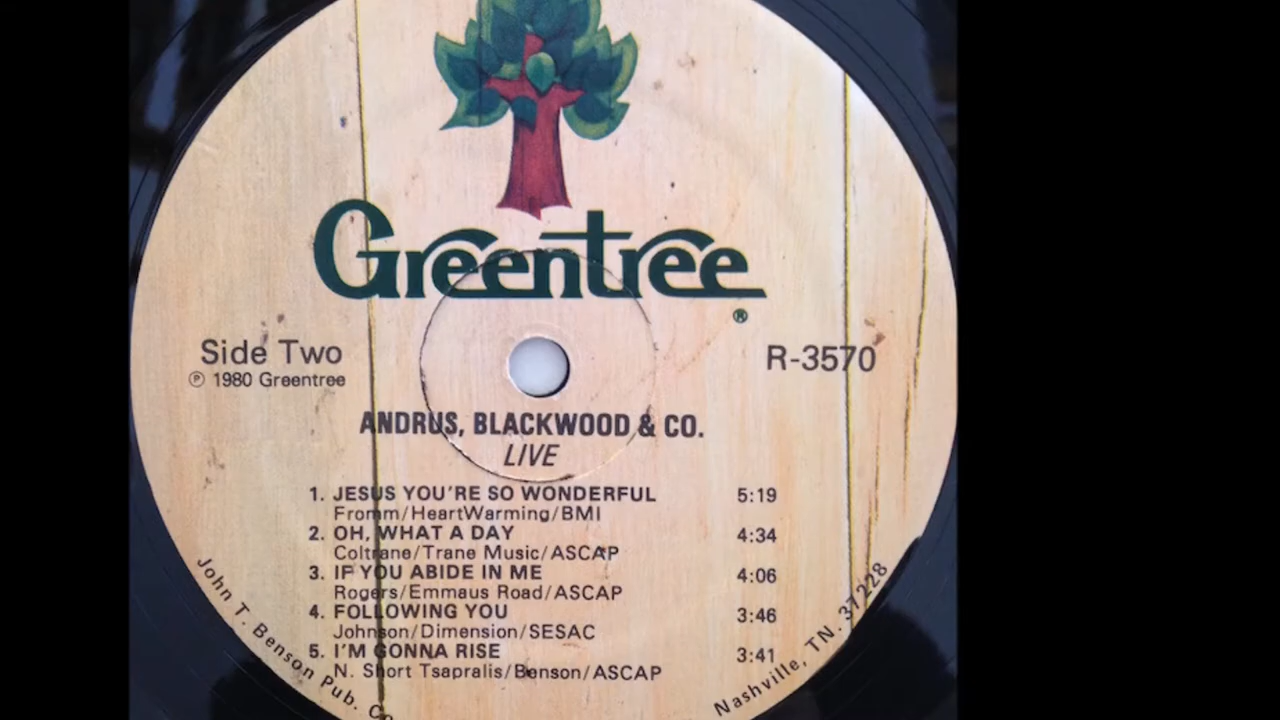 Greentree
®
Side Two
℗ 1980 Greentree
R-3570
ANDRUS, BLACKWOOD & CO.
LIVE
1. JESUS YOU'RE SO WONDERFUL 5:19
Fromm/HeartWarming/BMI
2. OH, WHAT A DAY 4:34
Coltrane/Trane Music/ASCAP
3. IF YOU ABIDE IN ME 4:06
Rogers/Emmaus Road/ASCAP
4. FOLLOWING YOU 3:46
Johnson/Dimension/SESAC
5. I'M GONNA RISE 3:41
N. Short Tsapralis/Benson/ASCAP
John T. Benson Pub. Co
Nashville, TN. 37228